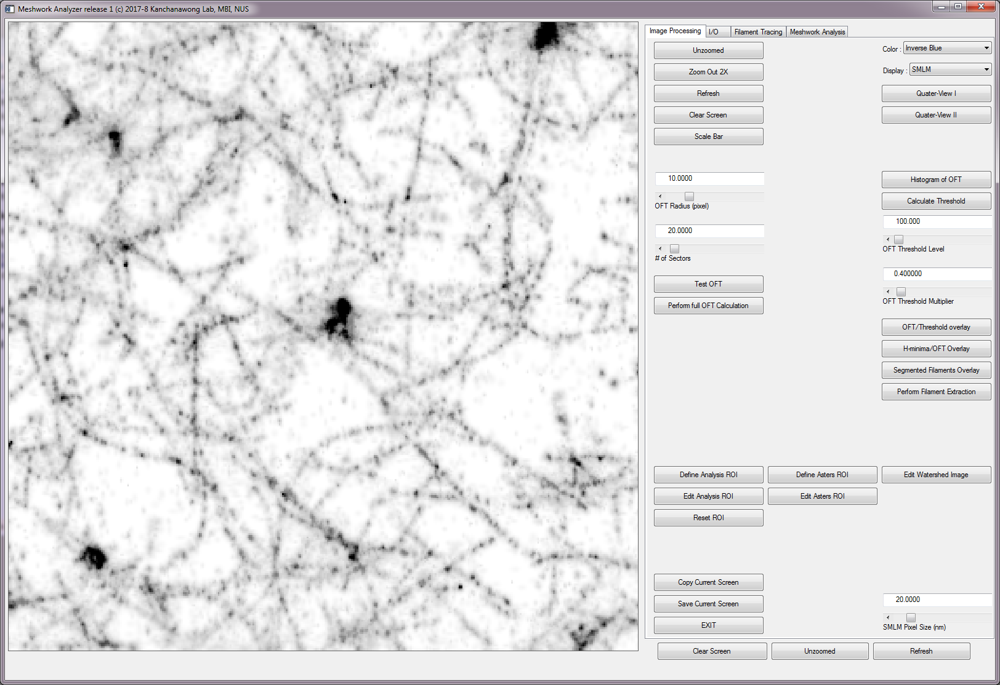 Meshwork Analyzer release 1 (c) 2017-8 Kanchanawong Lab, MBI, NUS
Image Processing
I/O
Filament Tracing
Meshwork Analysis
Unzoomed
Color : Inverse Blue
Zoom Out 2X
Display : SMLM
Refresh
Quater-View I
Clear Screen
Quater-View II
Scale Bar
10.0000
OFT Radius (pixel)
Histogram of OFT
Calculate Threshold
20.0000
# of Sectors
100.000
OFT Threshold Level
0.400000
OFT Threshold Multiplier
Test OFT
Perform full OFT Calculation
OFT/Threshold overlay
H-minima/OFT Overlay
Segmented Filaments Overlay
Perform Filament Extraction
Define Analysis ROI
Define Asters ROI
Edit Watershed Image
Edit Analysis ROI
Edit Asters ROI
Reset ROI
Copy Current Screen
Save Current Screen
20.0000
SMLM Pixel Size (nm)
EXIT
Clear Screen
Unzoomed
Refresh